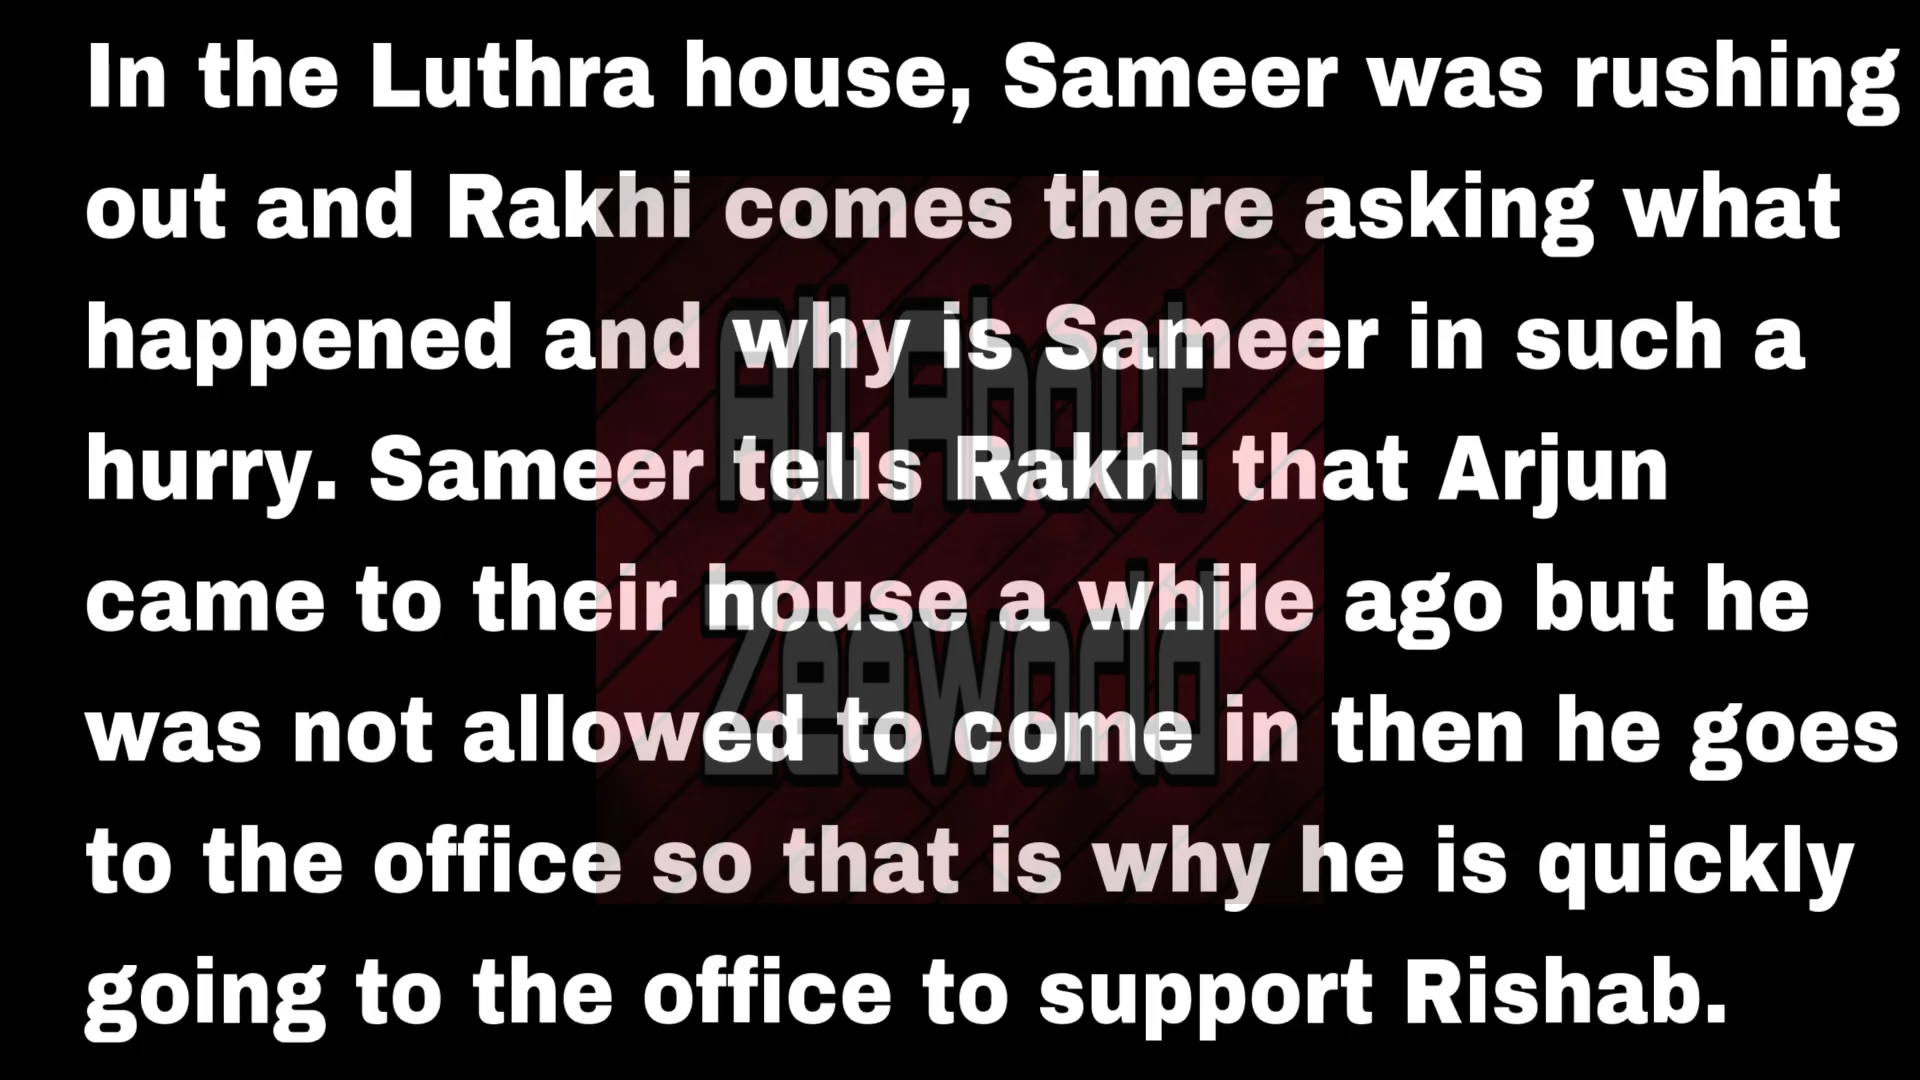 In the Luthra house, Sameer was rushing
out and Rakhi comes there asking what
happened and why is Sameer in such a
hurry. Sameer tells Rakhi that Arjun
came to their house a while ago but he
was not allowed to come in then he goes
to the office so that is why he is quickly
going to the office to support Rishab.
All About
Zeeworld